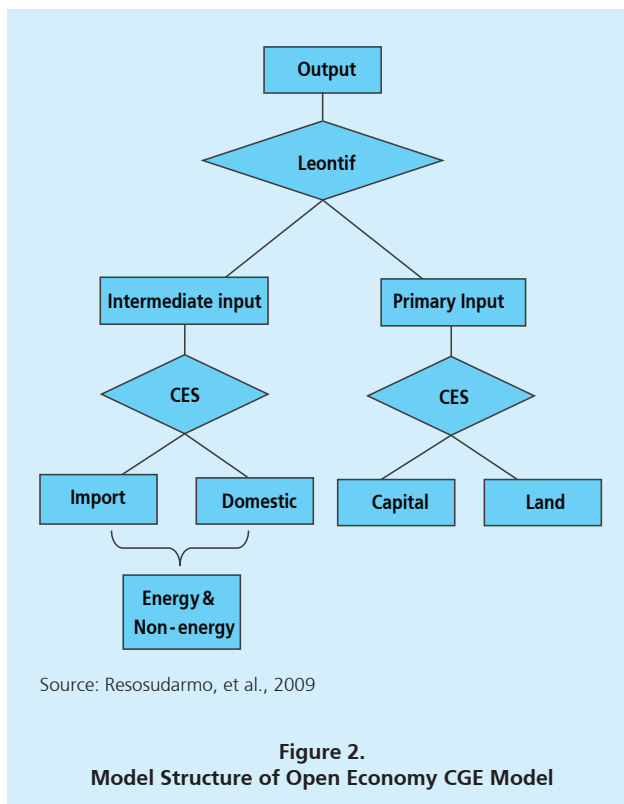 Output
Leontif
Intermediate input
Primary Input
CES
CES
Import
Domestic
Capital
Land
Energy &
Non-energy
Source: Resosudarmo, et al., 2009
Figure 2.
Model Structure of Open Economy CGE Model